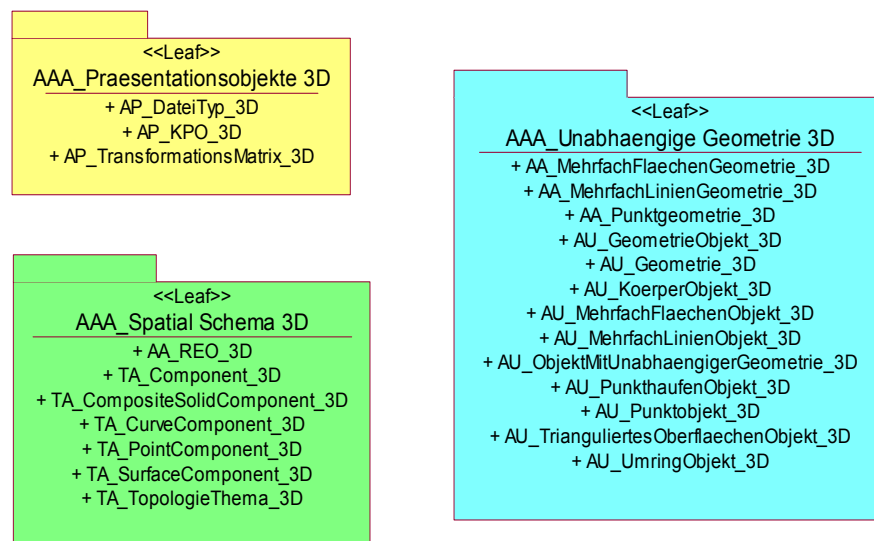 <<Leaf>>
AAA_Praesentationsobjekte 3D
+ AP_DateiTyp_3D
+ AP_KPO_3D
+ AP_TransformationsMatrix_3D
<<Leaf>>
AAA_Spatial Schema 3D
+ AA_REO_3D
+ TA_Component_3D
+ TA_CompositeSolidComponent_3D
+ TA_CurveComponent_3D
+ TA_PointComponent_3D
+ TA_SurfaceComponent_3D
+ TA_TopologieThema_3D
<<Leaf>>
AAA_Unabhaengige Geometrie 3D
+ AA_MehrfachFlaechenGeometrie_3D
+ AA_MehrfachLinienGeometrie_3D
+ AA_Punktgeometrie_3D
+ AU_GeometrieObjekt_3D
+ AU_Geometrie_3D
+ AU_KoerperObjekt_3D
+ AU_MehrfachFlaechenObjekt_3D
+ AU_MehrfachLinienObjekt_3D
+ AU_ObjektMitUnabhaengigerGeometrie_3D
+ AU_PunkthaufenObjekt_3D
+ AU_Punktobjekt_3D
+ AU_TrianguliertesOberflaechenObjekt_3D
+ AU_UmringObjekt_3D